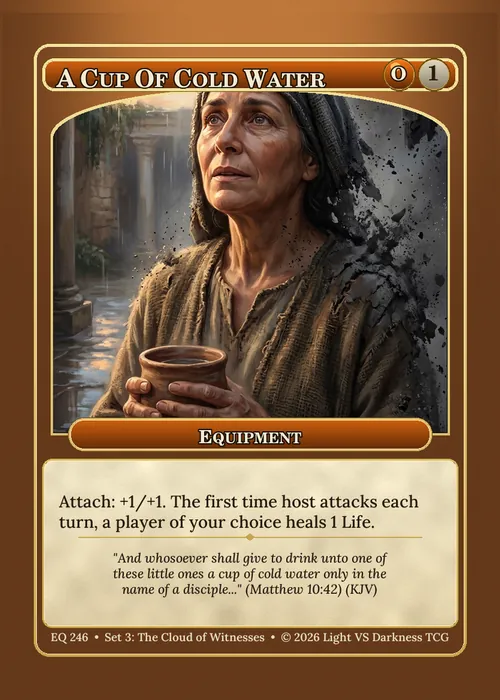 A Cup Of Cold Water O 1
Equipment
Attach: +1/+1. The first time host attacks each
turn, a player of your choice heals 1 Life.
"And whosoever shall give to drink unto one of
these little ones a cup of cold water only in the
name of a disciple..." (Matthew 10:42) (KJV)
EQ 246 • Set 3: The Cloud of Witnesses • © 2026 Light VS Darkness TCG